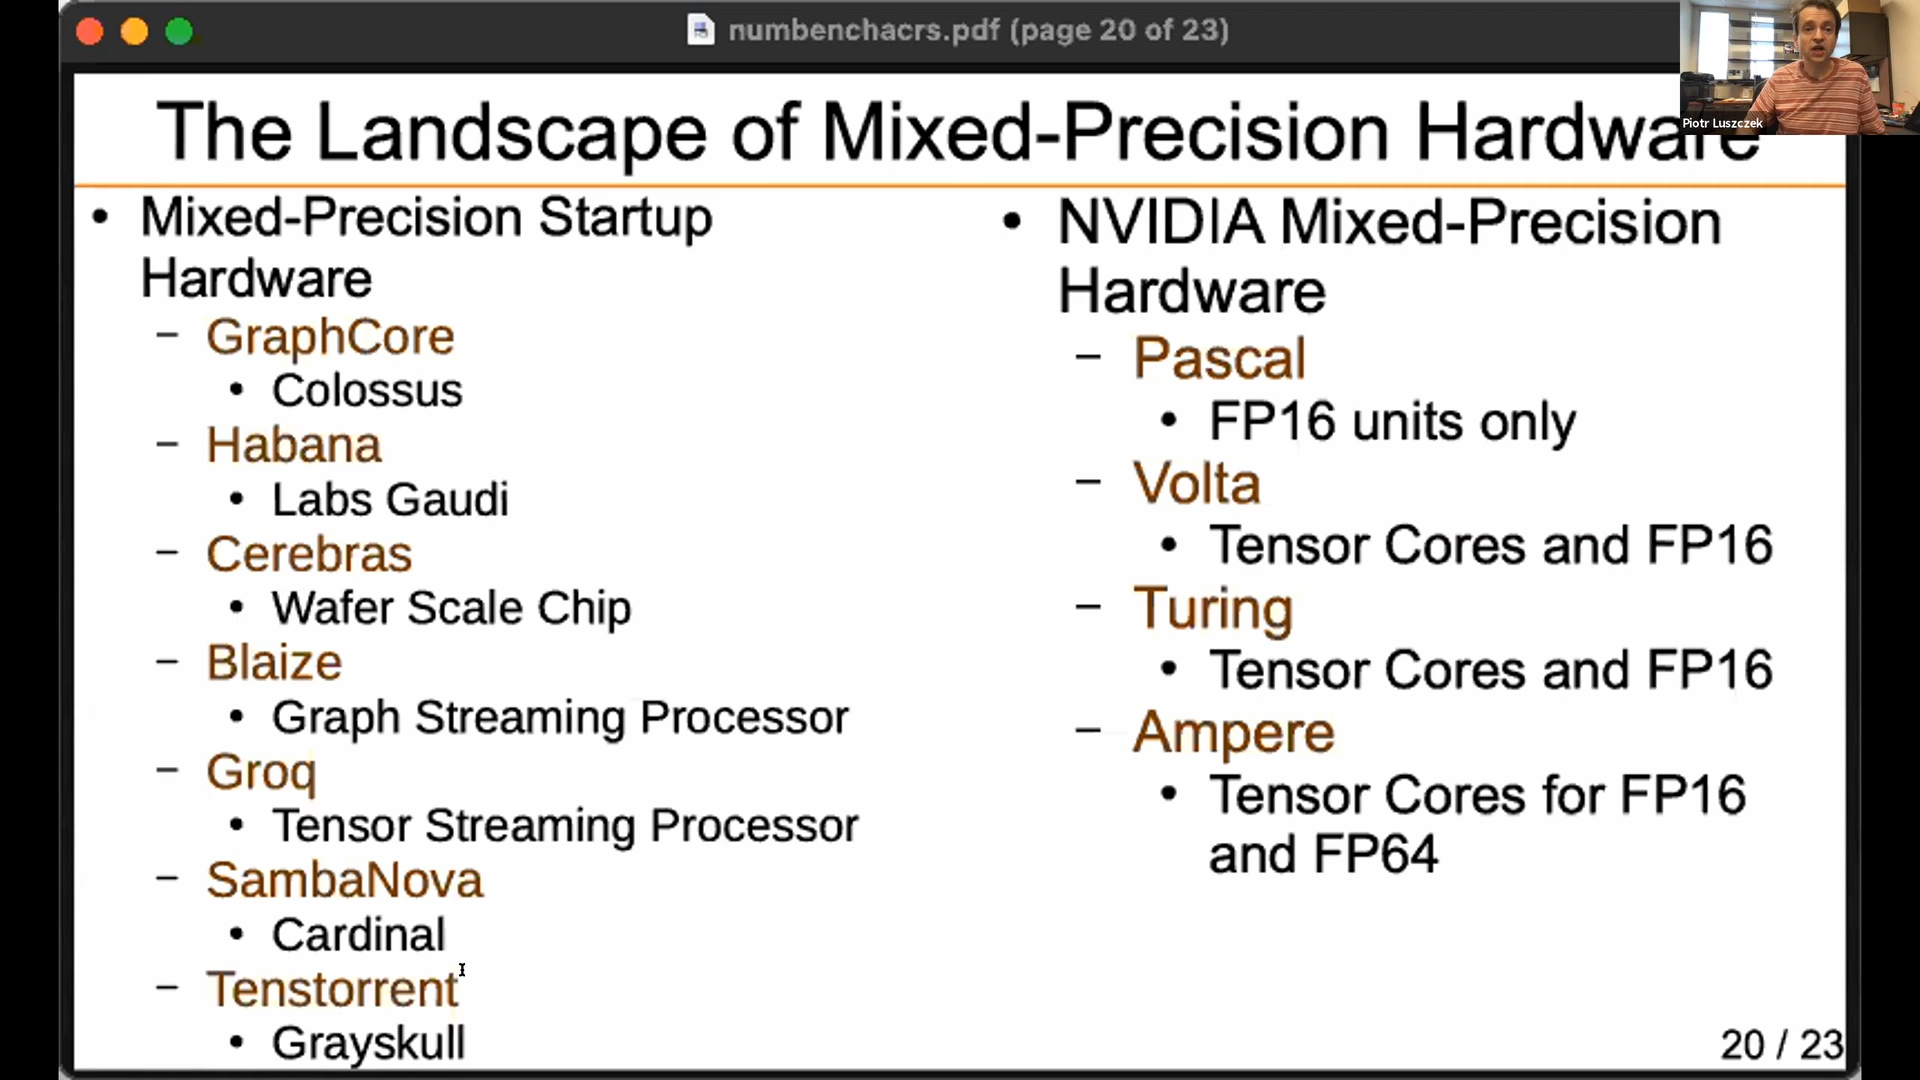 numbenchacrs.pdf (page 20 of 23)
Piotr Luszczek
The Landscape of Mixed-Precision Hardware
• Mixed-Precision Startup
Hardware
– GraphCore
• Colossus
– Habana
• Labs Gaudi
– Cerebras
• Wafer Scale Chip
– Blaize
• Graph Streaming Processor
– Groq
• Tensor Streaming Processor
– SambaNova
• Cardinal
– Tenstorrent
• Grayskull
• NVIDIA Mixed-Precision
Hardware
– Pascal
• FP16 units only
– Volta
• Tensor Cores and FP16
– Turing
• Tensor Cores and FP16
– Ampere
• Tensor Cores for FP16
and FP64
20 / 23